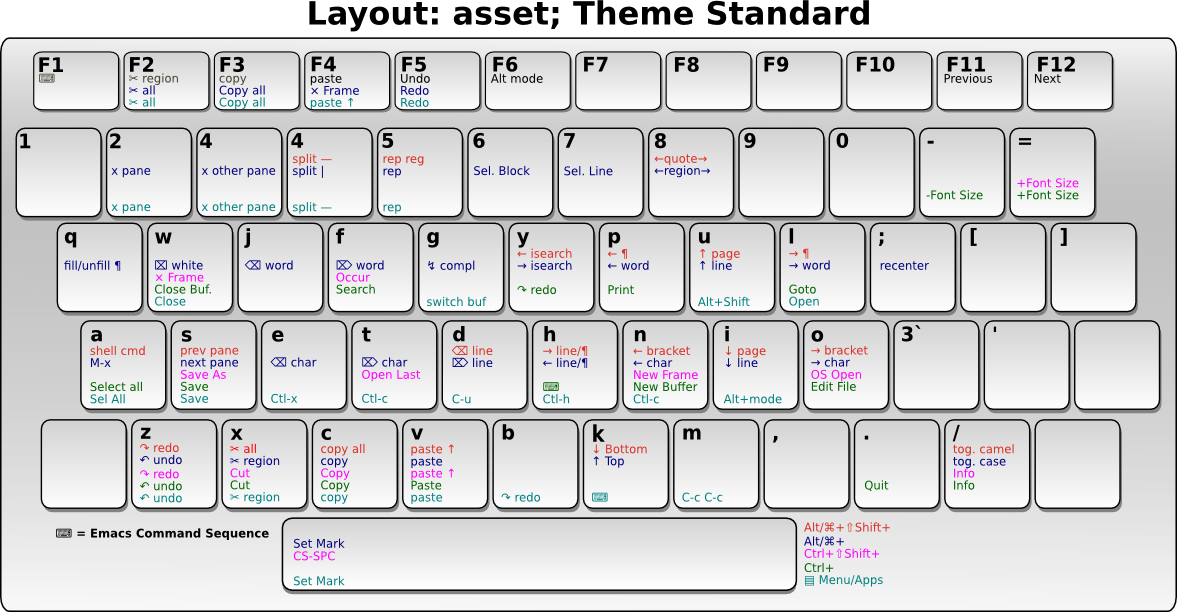 Layout: asset; Theme Standard
F1
⌨
F2
✂ region
✂ all
✂ all
F3
copy
Copy all
Copy all
F4
paste
× Frame
paste ↑
F5
Undo
Redo
Redo
F6
Alt mode
F7
F8
F9
F10
F11
Previous
F12
Next
1
2
x pane
x pane
4
x other pane
x other pane
4
split —
split |
split —
5
rep reg
rep
rep
6
Sel. Block
7
Sel. Line
8
←quote→
←region→
9
0
-
-Font Size
=
+Font Size
+Font Size
q
fill/unfill ¶
w
⌧ white
× Frame
Close Buf.
Close
j
⌫ word
f
⌦ word
Occur
Search
g
↯ compl
switch buf
y
← isearch
→ isearch
↷ redo
p
← ¶
← word
Print
u
↑ page
↑ line
Alt+Shift
l
→ ¶
→ word
Goto
Open
;
recenter
[
]
a
shell cmd
M-x
Select all
Sel All
s
prev pane
next pane
Save As
Save
Save
e
⌫ char
Ctl-x
t
⌦ char
Open Last
Ctl-c
d
⌫ line
⌦ line
C-u
h
→ line/¶
← line/¶
⌨
Ctl-h
n
← bracket
← char
New Frame
New Buffer
Ctl-c
i
↓ page
↓ line
Alt+mode
o
→ bracket
→ char
OS Open
Edit File
3`
'
z
↷ redo
↶ undo
↷ redo
↶ undo
↶ undo
x
✂ all
✂ region
Cut
Cut
✂ region
c
copy all
copy
Copy
Copy
copy
v
paste ↑
paste
paste ↑
Paste
paste
b
↷ redo
k
↓ Bottom
↑ Top
⌨
m
C-c C-c
,
.
Quit
/
tog. camel
tog. case
Info
Info
⌨ = Emacs Command Sequence
Set Mark
CS-SPC
Set Mark
Alt/⌘+⇧Shift+
Alt/⌘+
Ctrl+⇧Shift+
Ctrl+
▤ Menu/Apps